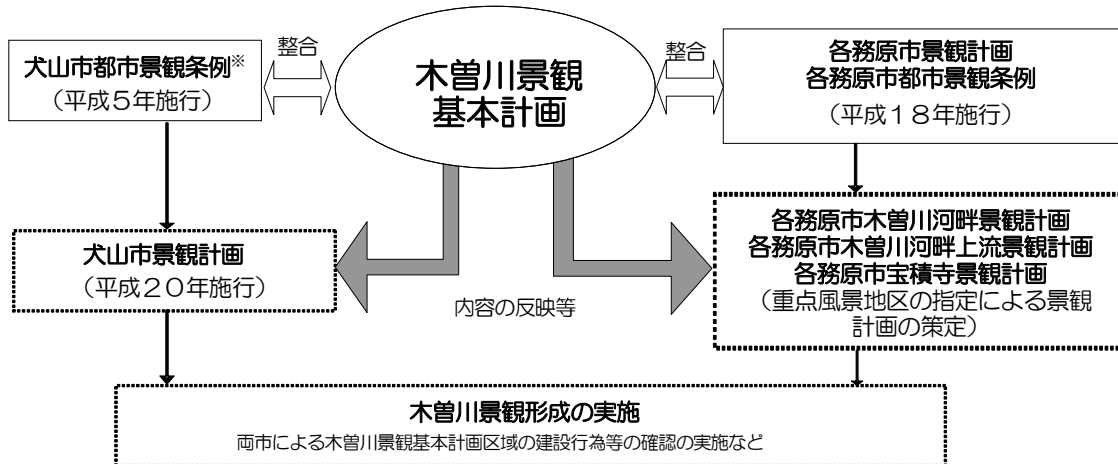 犬山市都市景観条例※
（平成５年施行）
整合
木曽川景観
基本計画
整合
各務原市景観計画
各務原市都市景観条例
（平成１８年施行）
犬山市景観計画
（平成２０年施行）
内容の反映等
各務原市木曽川河畔景観計画
各務原市木曽川河畔上流景観計画
各務原市宝積寺景観計画
（重点風景地区の指定による景観
計画の策定）
木曽川景観形成の実施
両市による木曽川景観基本計画区域の建設行為等の確認の実施など